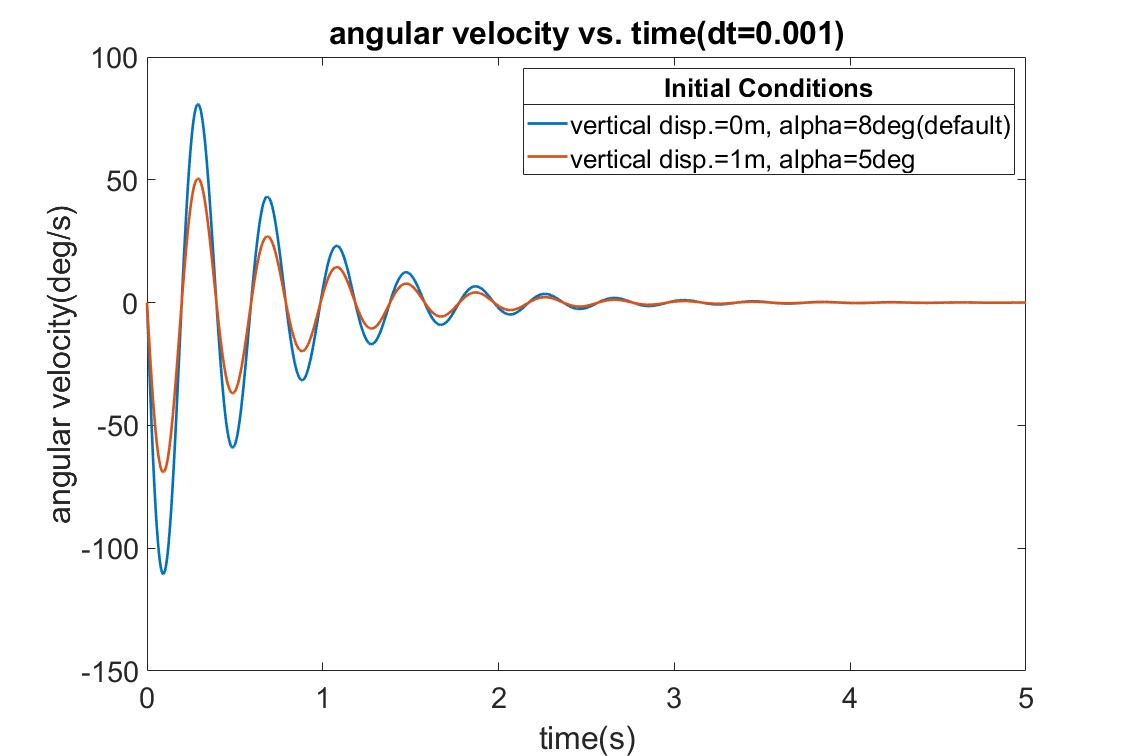 angular velocity vs. time(dt=0.001)
100
50
0
-50
-100
-150
angular velocity(deg/s)
Initial Conditions
vertical disp.=0m, alpha=8deg(default)
vertical disp.=1m, alpha=5deg
0 1 2 3 4 5
time(s)